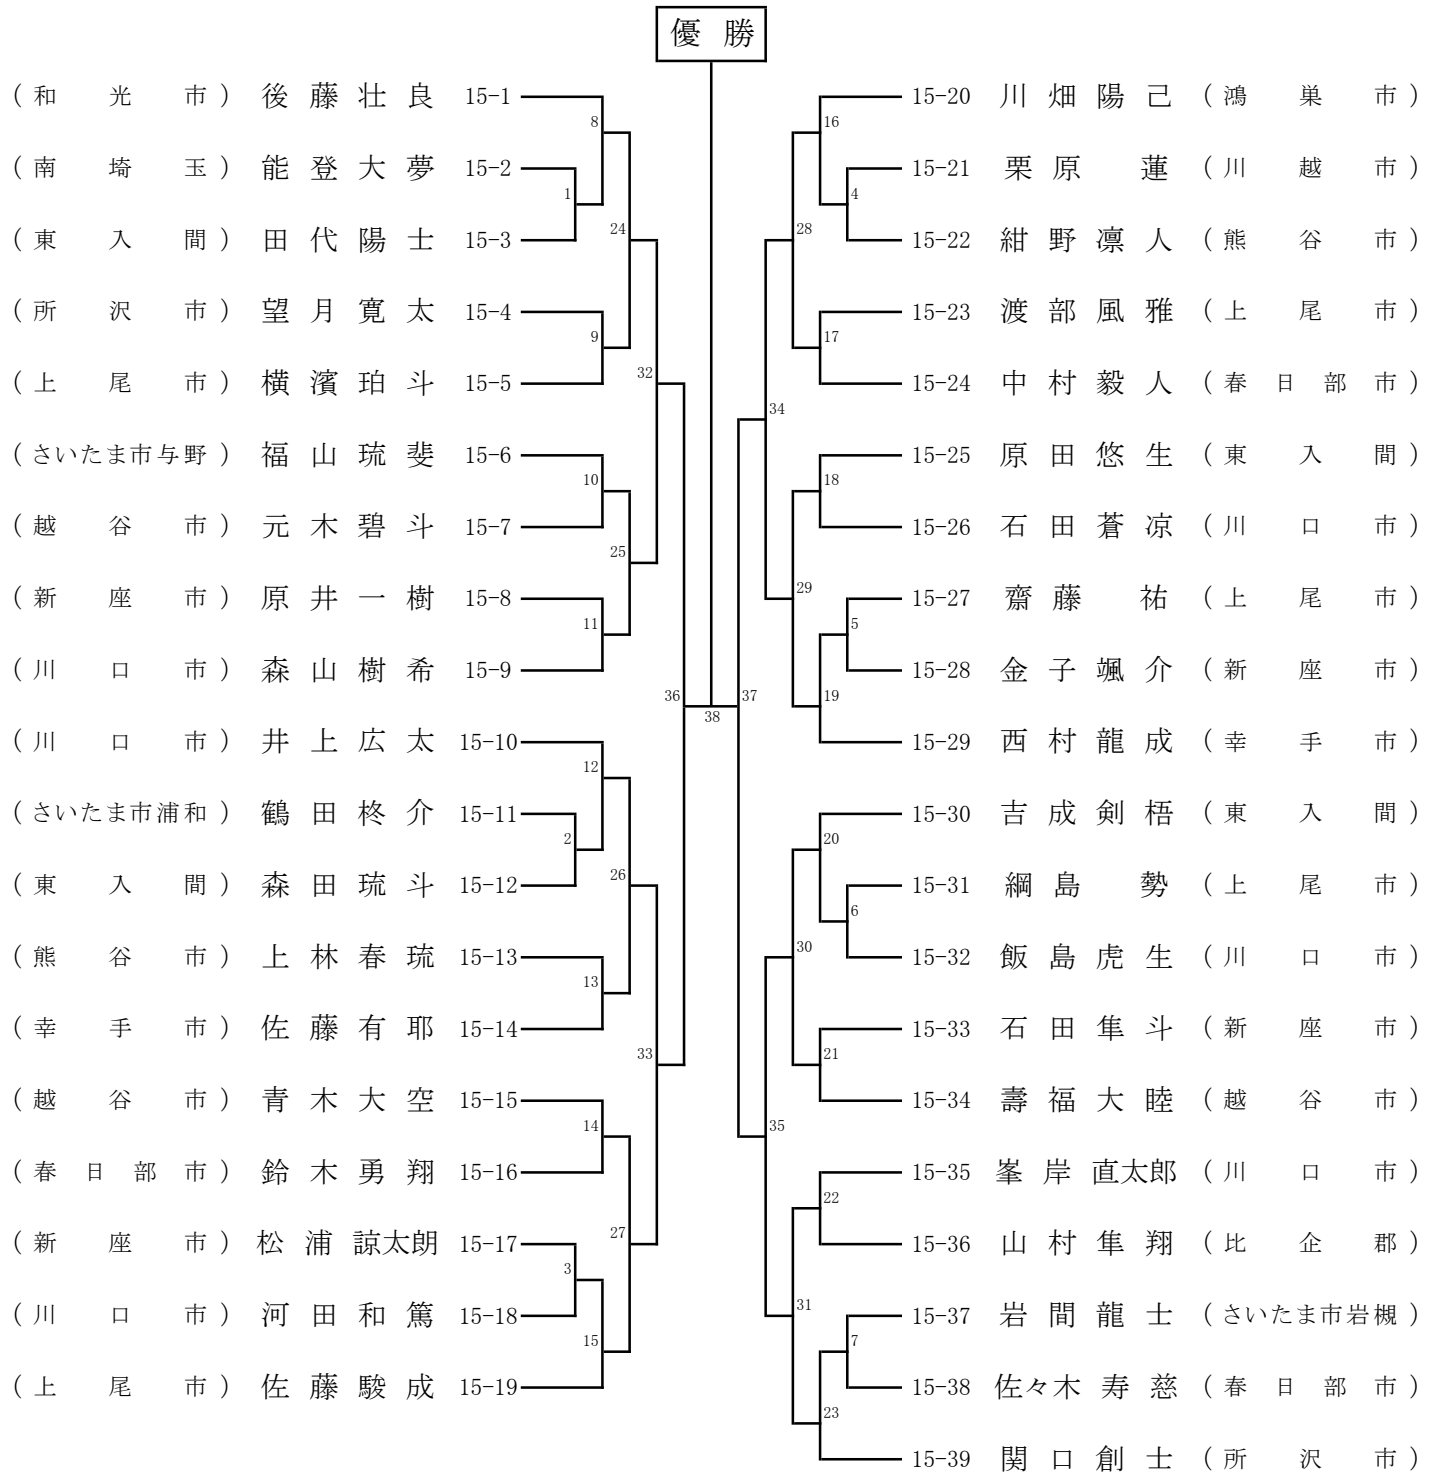 優勝
(和光市) 後藤壮良 15-1
(南埼玉) 能登大夢 15-2
(東入間) 田代陽士 15-3
(所沢市) 望月寛太 15-4
(上尾市) 横濱珀斗 15-5
(さいたま市与野) 福山琉斐 15-6
(越谷市) 元木碧斗 15-7
(新座市) 原井一樹 15-8
(川口市) 森山樹希 15-9
(川口市) 井上広太 15-10
(さいたま市浦和) 鶴田柊介 15-11
(東入間) 森田琉斗 15-12
(熊谷市) 上林春琉 15-13
(幸手市) 佐藤有耶 15-14
(越谷市) 青木大空 15-15
(春日部市) 鈴木勇翔 15-16
(新座市) 松浦諒太朗 15-17
(川口市) 河田和篤 15-18
(上尾市) 佐藤駿成 15-19
1
2
3
8
9
10
11
12
13
14
15
24
25
26
27
32
33
36
38
37
34
35
28
29
30
31
16
17
18
19
20
21
22
23
4
5
6
7
15-20 川畑陽己 (鴻巣市)
15-21 栗原蓮 (川越市)
15-22 紺野凛人 (熊谷市)
15-23 渡部風雅 (上尾市)
15-24 中村毅人 (春日部市)
15-25 原田悠生 (東入間)
15-26 石田蒼凉 (川口市)
15-27 齋藤祐 (上尾市)
15-28 金子颯介 (新座市)
15-29 西村龍成 (幸手市)
15-30 吉成剣梧 (東入間)
15-31 綱島勢 (上尾市)
15-32 飯島虎生 (川口市)
15-33 石田隼斗 (新座市)
15-34 壽福大睦 (越谷市)
15-35 峯岸直太郎 (川口市)
15-36 山村隼翔 (比企郡)
15-37 岩間龍士 (さいたま市岩槻)
15-38 佐々木寿慈 (春日部市)
15-39 関口創士 (所沢市)